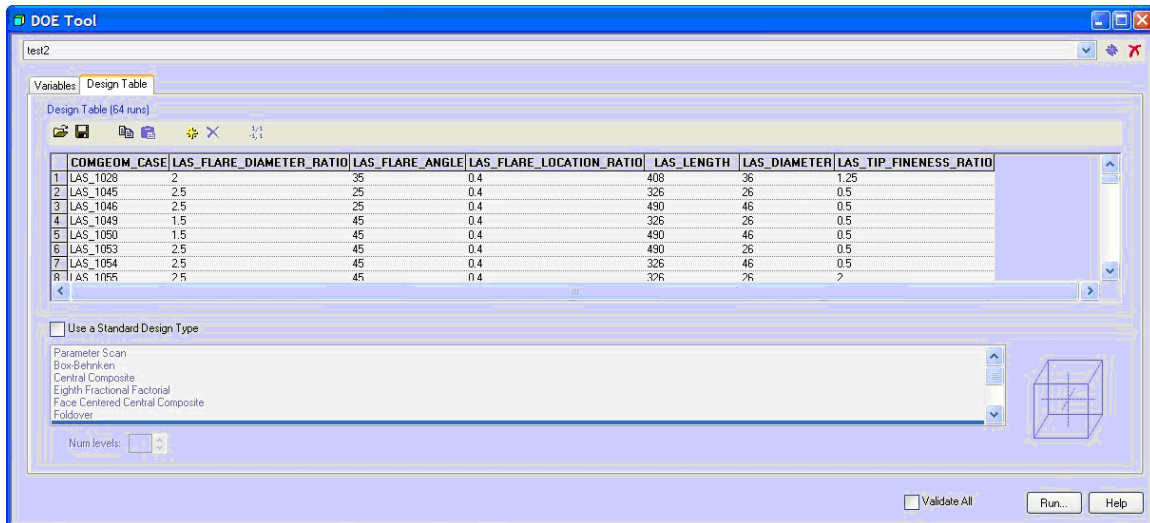 DOE Tool
test2
Variables Design Table
Design Table (64 runs)
COMGEOM_CASE LAS_FLARE_DIAMETER_RATIO LAS_FLARE_ANGLE LAS_FLARE_LOCATION_RATIO LAS_LENGTH LAS_DIAMETER LAS_TIP_FINENESS_RATIO
1 LAS_1028 2 35 0.4 408 36 1.25
2 LAS_1045 2.5 25 0.4 326 26 0.5
3 LAS_1046 2.5 25 0.4 490 46 0.5
4 LAS_1049 1.5 45 0.4 326 26 0.5
5 LAS_1050 1.5 45 0.4 490 46 0.5
6 LAS_1053 2.5 45 0.4 490 26 0.5
7 LAS_1054 2.5 45 0.4 326 46 0.5
8 LAS_1055 2.5 45 0.4 326 26 2
Use a Standard Design Type
Parameter Scan
Box-Behnken
Central Composite
Eighth Fractional Factorial
Face Centered Central Composite
Foldover
Num levels:
Validate All Run... Help